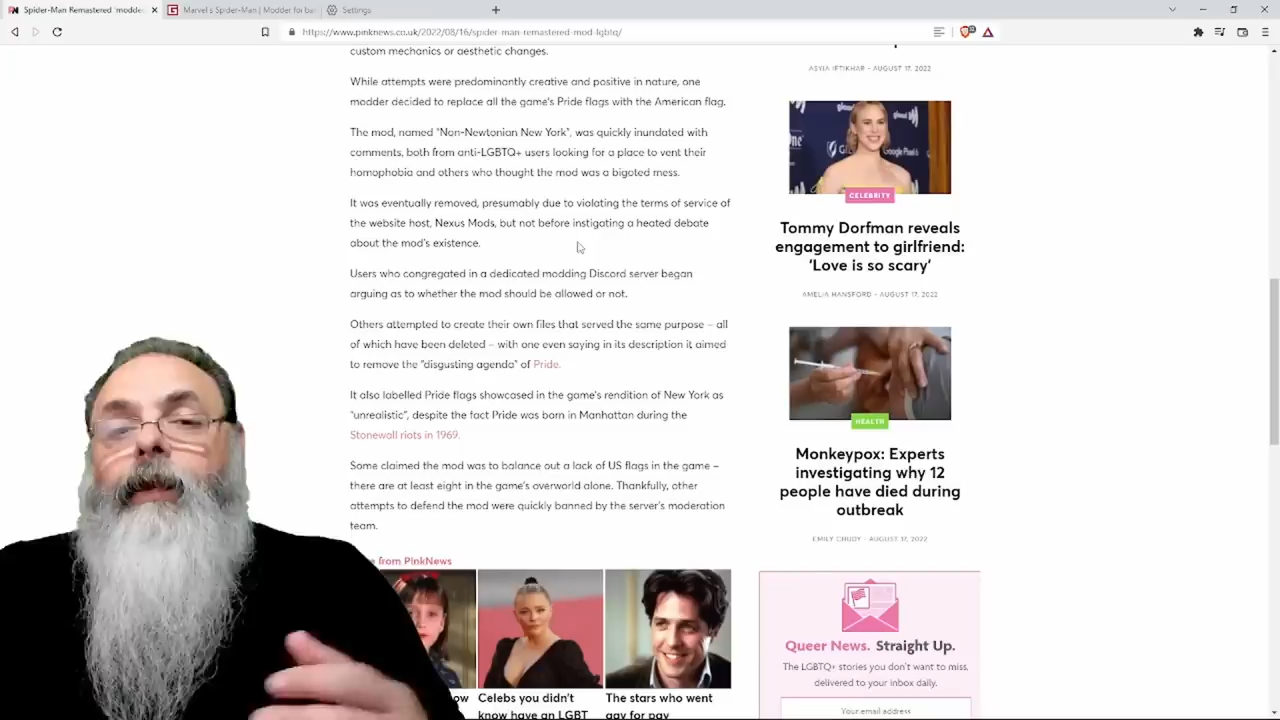 Spider-Man Remastered 'modder
Marvel's Spider-Man | Modder for ba
Settings
https://www.pinknews.co.uk/2022/08/16/spider-man-remastered-mod-lgbtq/
custom mechanics or aesthetic changes.
While attempts were predominantly creative and positive in nature, one
modder decided to replace all the game's Pride flags with the American flag.
The mod, named "Non-Newtonian New York", was quickly inundated with
comments, both from anti-LGBTQ+ users looking for a place to vent their
homophobia and others who thought the mod was a bigoted mess.
It was eventually removed, presumably due to violating the terms of service of
the website host, Nexus Mods, but not before instigating a heated debate
about the mod's existence.
Users who congregated in a dedicated modding Discord server began
arguing as to whether the mod should be allowed or not.
Others attempted to create their own files that served the same purpose – all
of which have been deleted – with one even saying in its description it aimed
to remove the "disgusting agenda" of Pride.
It also labelled Pride flags showcased in the game's rendition of New York as
"unrealistic", despite the fact Pride was born in Manhattan during the
Stonewall riots in 1969.
Some claimed the mod was to balance out a lack of US flags in the game –
there are at least eight in the game's overworld alone. Thankfully, other
attempts to defend the mod were quickly banned by the server's moderation
team.
from PinkNews
Celebs you didn't
know have an LGBT
The stars who went
gay for pay
ASYIA IFTIKHAR - AUGUST 17, 2022
CELEBRITY
Tommy Dorfman reveals
engagement to girlfriend:
'Love is so scary'
AMELIA HANSFORD - AUGUST 17, 2022
HEALTH
Monkeypox: Experts
investigating why 12
people have died during
outbreak
EMILY CHUDY - AUGUST 17, 2022
Queer News. Straight Up.
The LGBTQ+ stories you don't want to miss,
delivered to your inbox daily.
Your email address